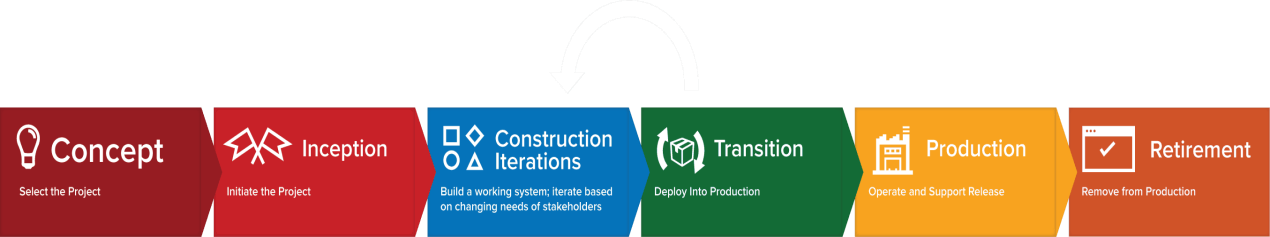 Concept
Select the Project
Inception
Initiate the Project
Construction
Iterations
Build a working system; iterate based
on changing needs of stakeholders
Transition
Deploy Into Production
Production
Operate and Support Release
Retirement
Remove from Production